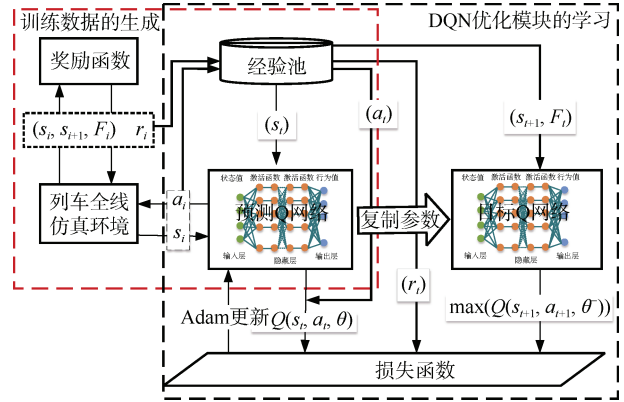 训练数据的生成
DQN优化模块的学习
奖励函数
经验池
(s_i, s_{i+1}, F_i) r_i
(s_t)
(a_t)
(s_{t+1}, F_t)
列车全线
仿真环境
a_i
s_i
状态值 激活函数 激活函数 行为值
预测Q网络
输入层 隐藏层 输出层
复制参数
状态值 激活函数 激活函数 行为值
目标Q网络
输入层 隐藏层 输出层
(r_t)
Adam更新
Q(s_t, a_t, θ)
max(Q(s_{t+1}, a_{t+1}, θ⁻))
损失函数